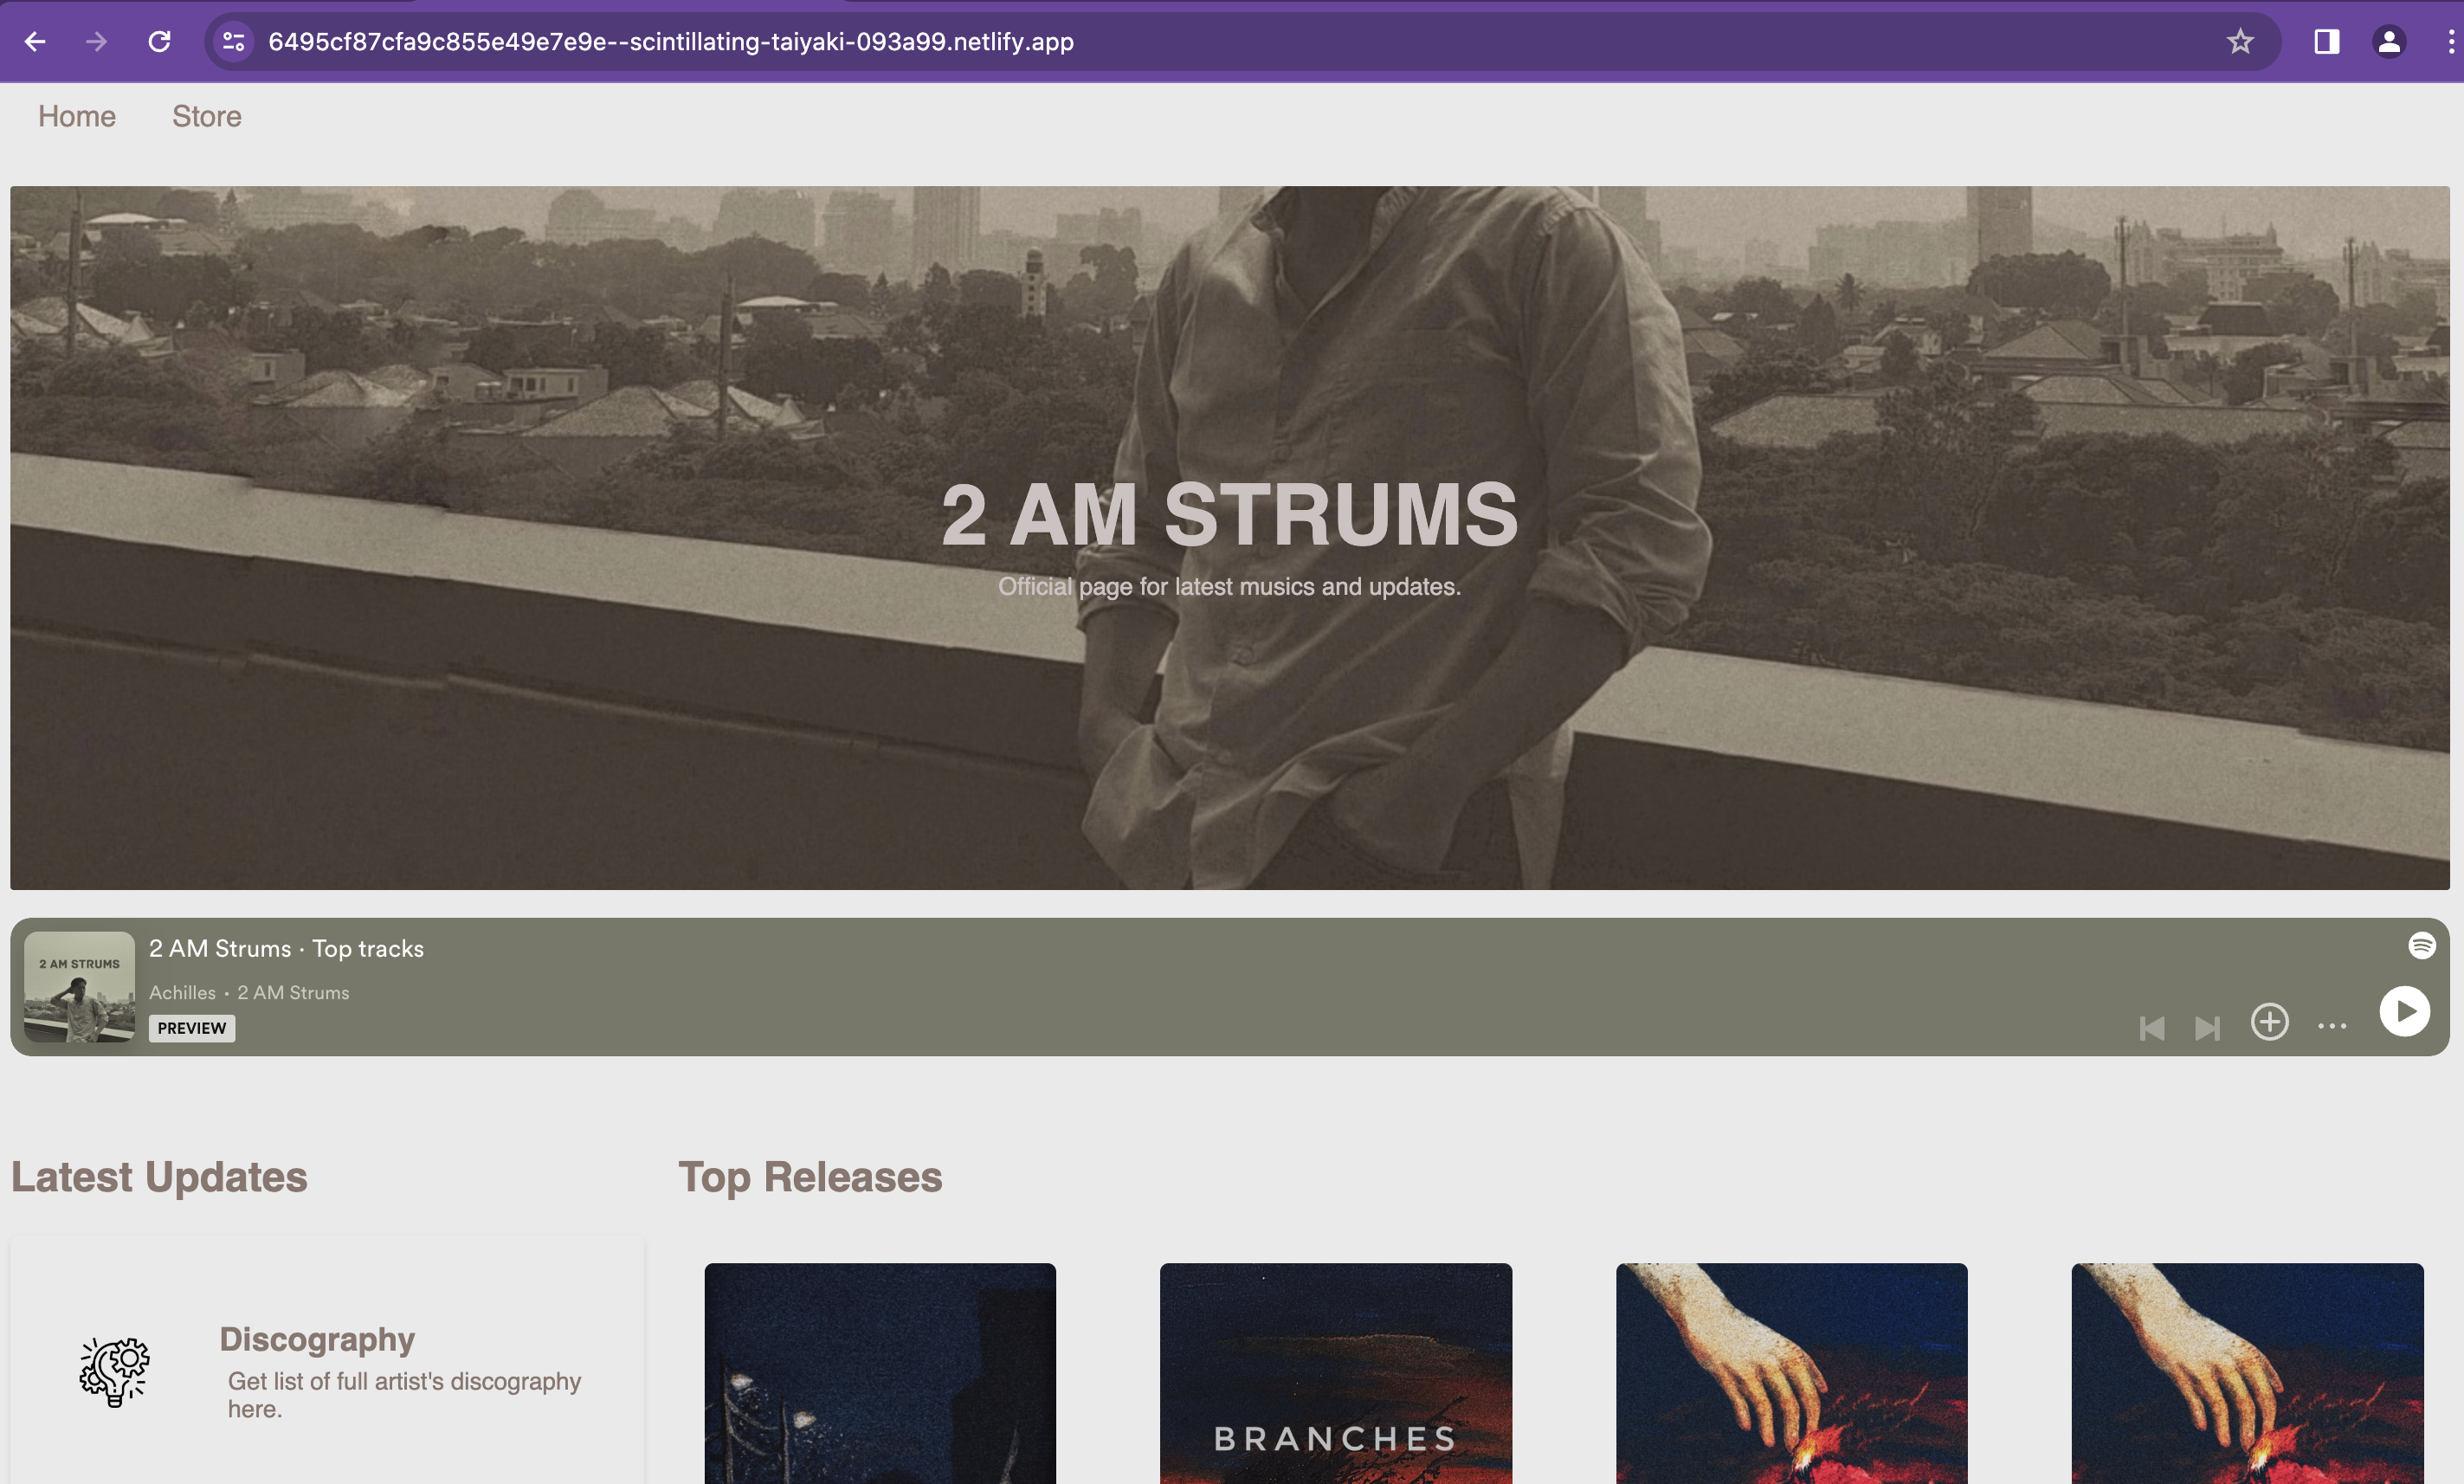 6495cf87cfa9c855e49e7e9e--scintillating-taiyaki-093a99.netlify.app
Home Store
2 AM STRUMS
Official page for latest musics and updates.
2 AM Strums · Top tracks
2 AM STRUMS
Achilles • 2 AM Strums
PREVIEW
Latest Updates
Top Releases
Discography
Get list of full artist's discography
here.
BRANCHES